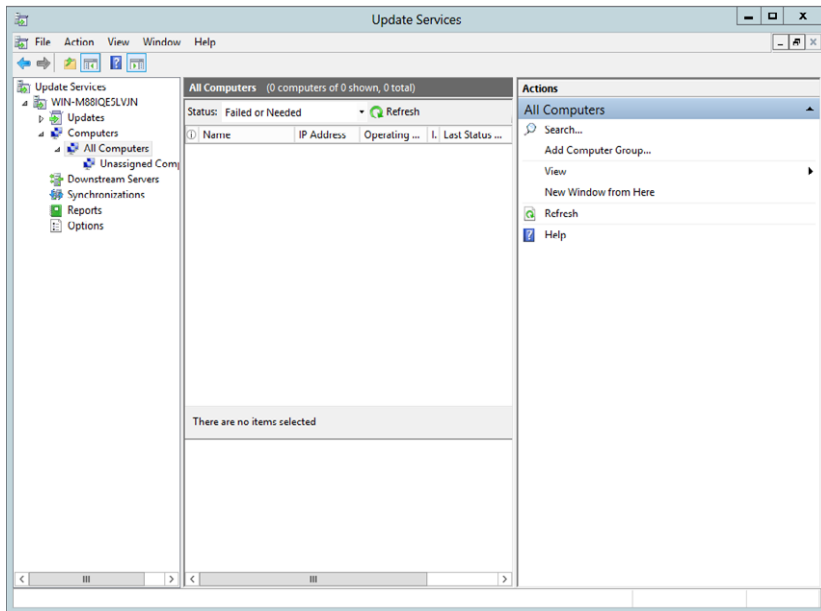 Update Services
File Action View Window Help
Update Services
WIN-M88IQE5LVJN
Updates
Computers
All Computers
Unassigned Comp
Downstream Servers
Synchronizations
Reports
Options
All Computers (0 computers of 0 shown, 0 total)
Status: Failed or Needed Refresh
Name IP Address Operating ... I. Last Status ...
There are no items selected
Actions
All Computers
Search...
Add Computer Group...
View
New Window from Here
Refresh
Help